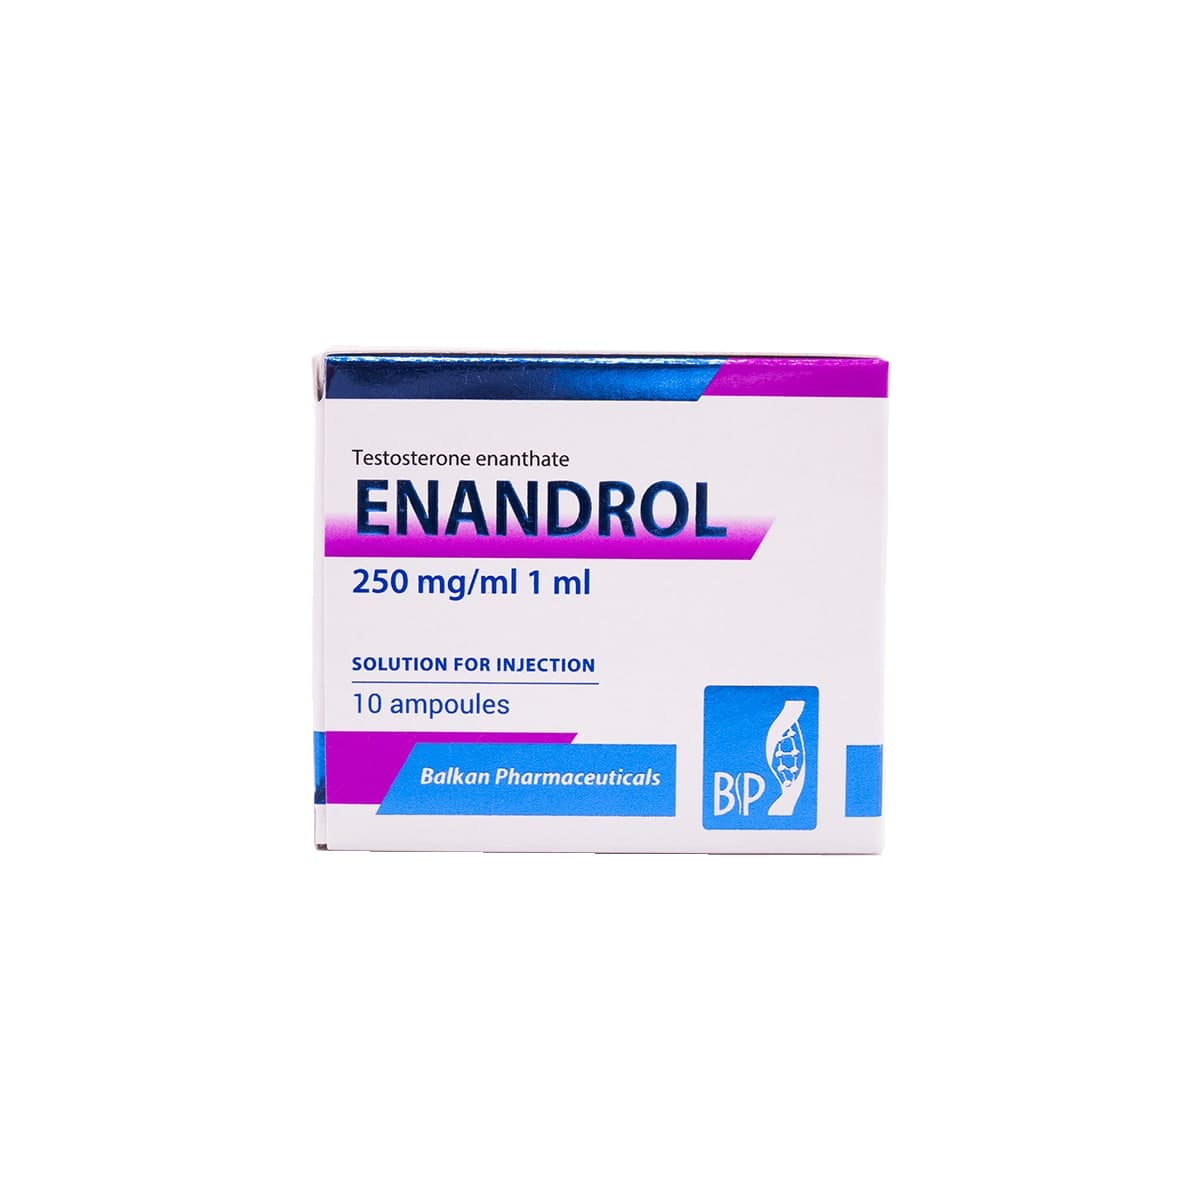 Testosterone enanthate
ENANDROL
250 mg/ml 1 ml
SOLUTION FOR INJECTION
10 ampoules
Balkan Pharmaceuticals
BP